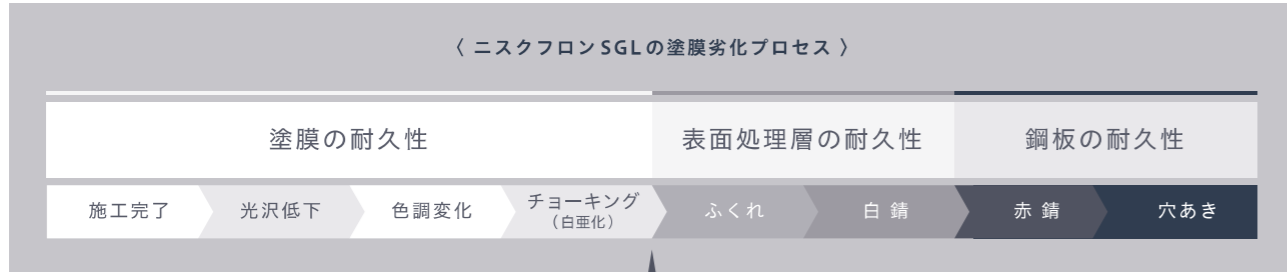 〈 ニスクフロンSGLの塗膜劣化プロセス 〉
塗膜の耐久性
表面処理層の耐久性
鋼板の耐久性
施工完了
光沢低下
色調変化
チョーキング
（白亜化）
ふくれ
白 錆
赤 錆
穴あき